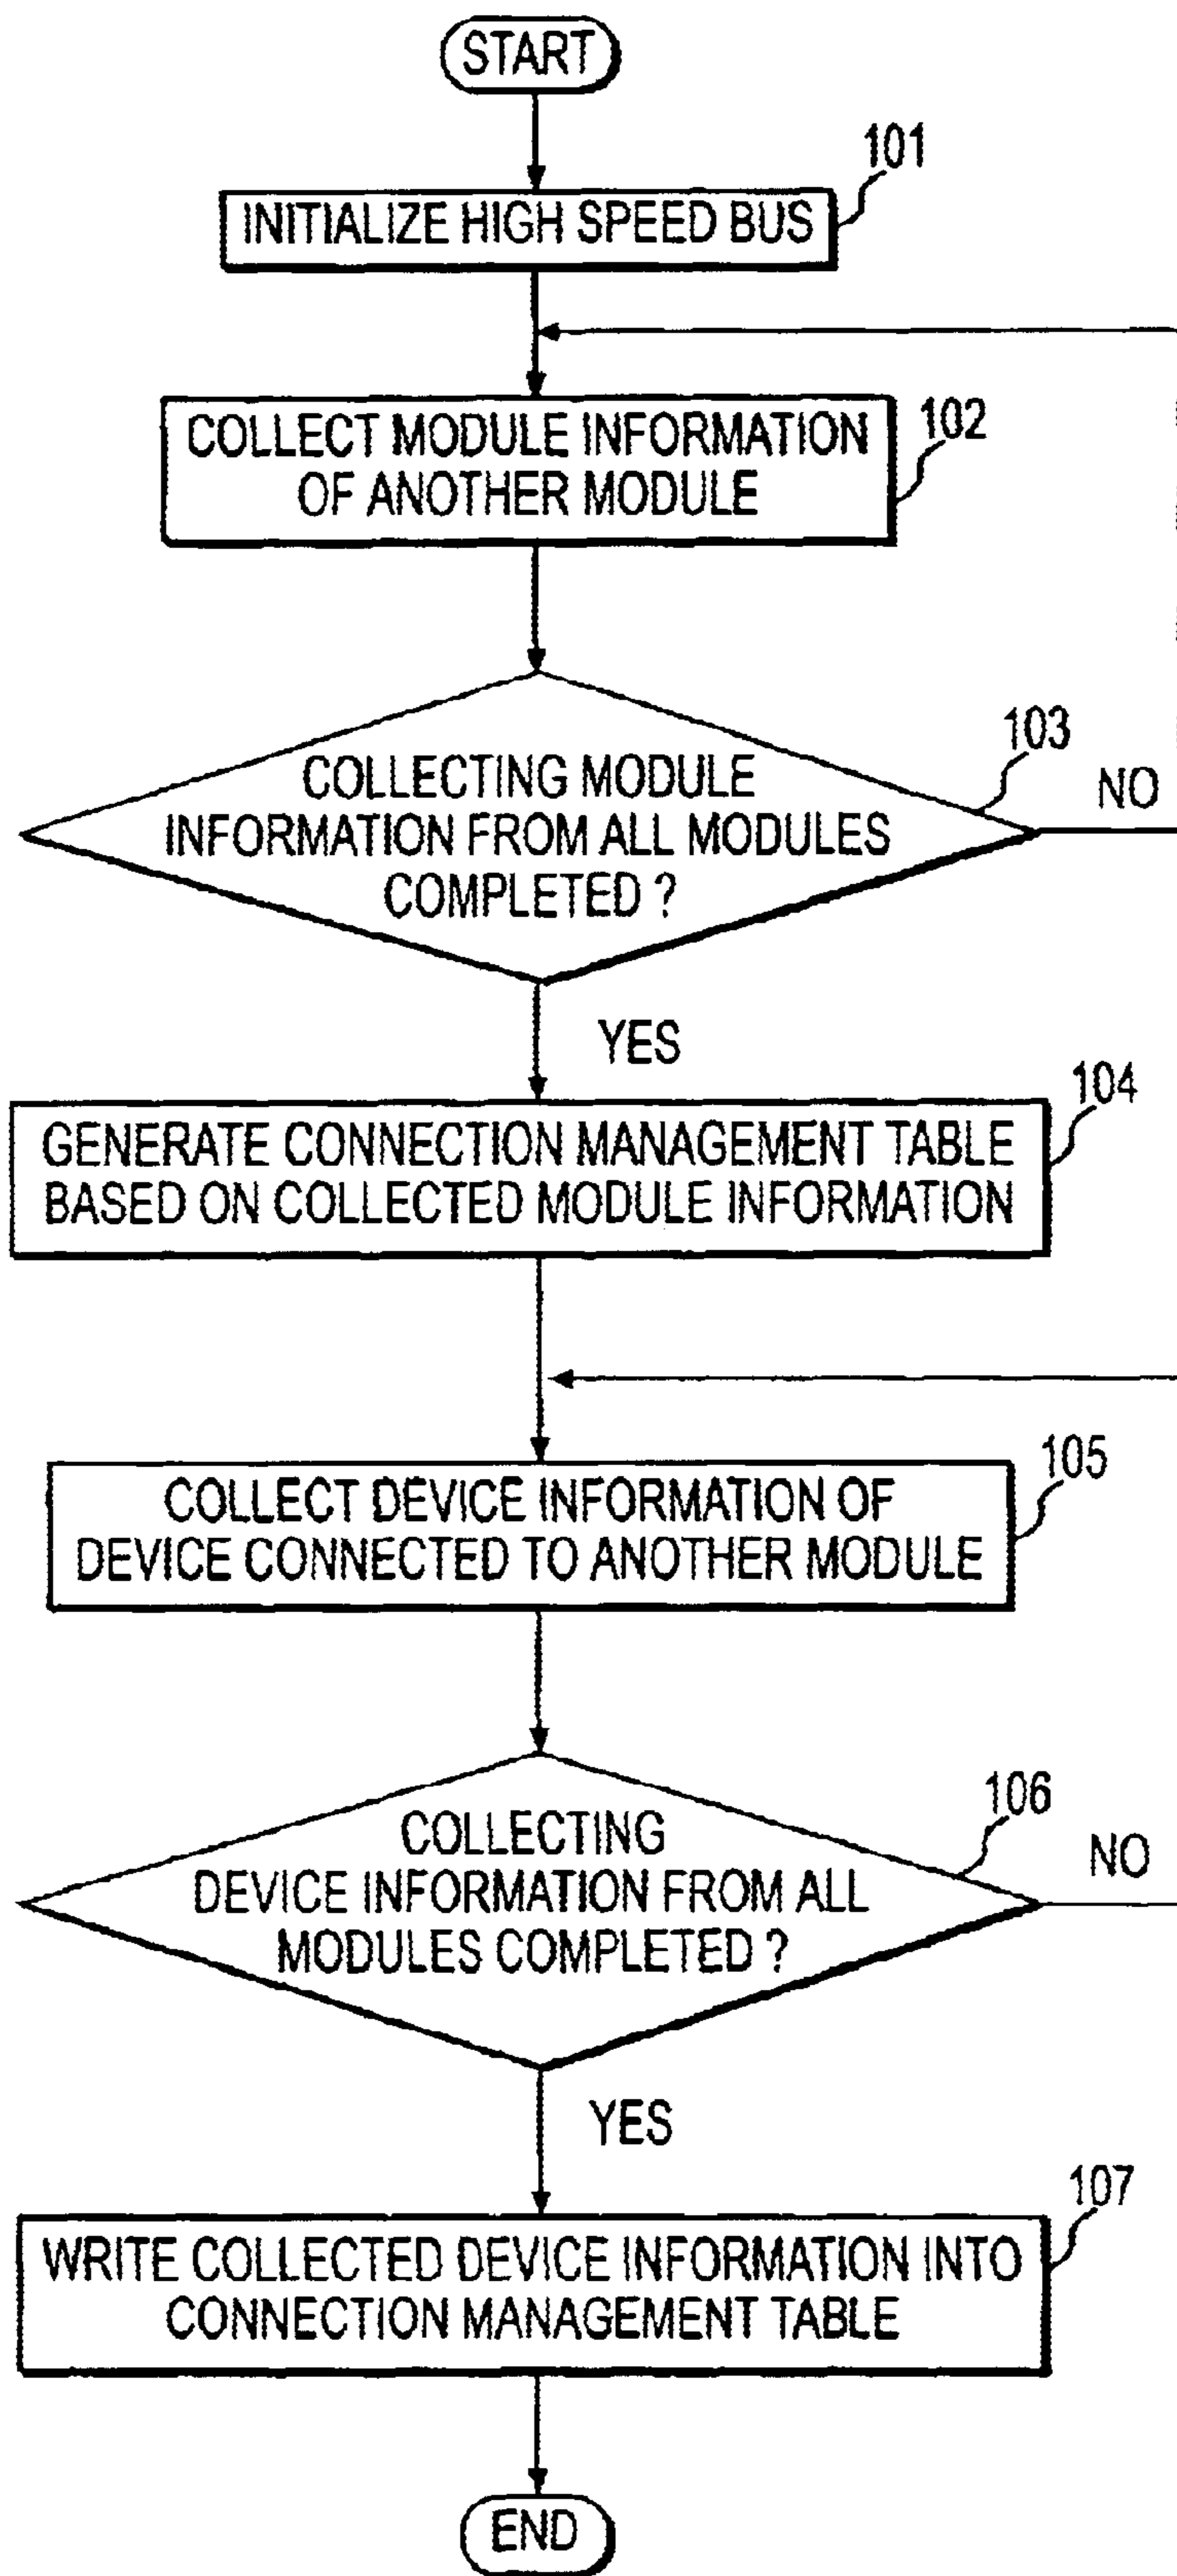 START
101
INITIALIZE HIGH SPEED BUS
102
COLLECT MODULE INFORMATION
OF ANOTHER MODULE
103
COLLECTING MODULE
INFORMATION FROM ALL MODULES
COMPLETED ?
NO
YES
104
GENERATE CONNECTION MANAGEMENT TABLE
BASED ON COLLECTED MODULE INFORMATION
105
COLLECT DEVICE INFORMATION OF
DEVICE CONNECTED TO ANOTHER MODULE
106
COLLECTING
DEVICE INFORMATION FROM ALL
MODULES COMPLETED ?
NO
YES
107
WRITE COLLECTED DEVICE INFORMATION INTO
CONNECTION MANAGEMENT TABLE
END